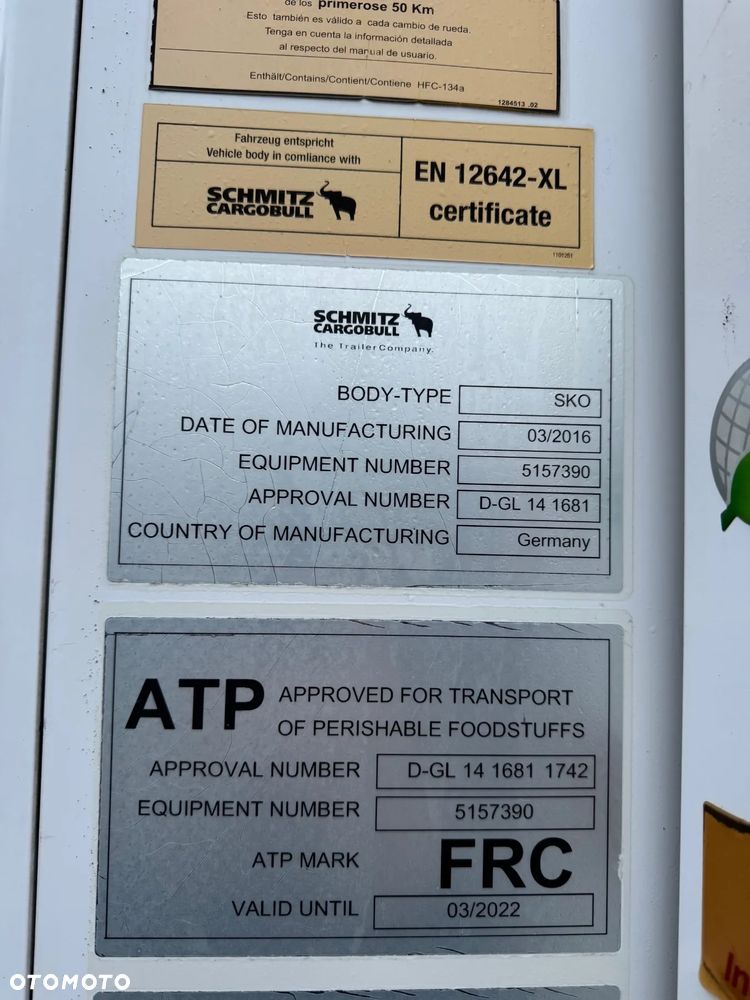 de los primerose 50 Km
Esto también es válido a cada cambio de rueda.
Tenga en cuenta la información detallada
al respecto del manual de usuario.
Enthält/Contains/Contient/Contiene HFC-134a
1284513 .02
Fahrzeug entspricht
Vehicle body in comliance with
SCHMITZ
CARGOBULL
EN 12642-XL
certificate
1101251
SCHMITZ
CARGOBULL
The Trailer Company.
BODY-TYPE SKO
DATE OF MANUFACTURING 03/2016
EQUIPMENT NUMBER 5157390
APPROVAL NUMBER D-GL 14 1681
COUNTRY OF MANUFACTURING Germany
ATP APPROVED FOR TRANSPORT
OF PERISHABLE FOODSTUFFS
APPROVAL NUMBER D-GL 14 1681 1742
EQUIPMENT NUMBER 5157390
ATP MARK FRC
VALID UNTIL 03/2022
OTOMOTO